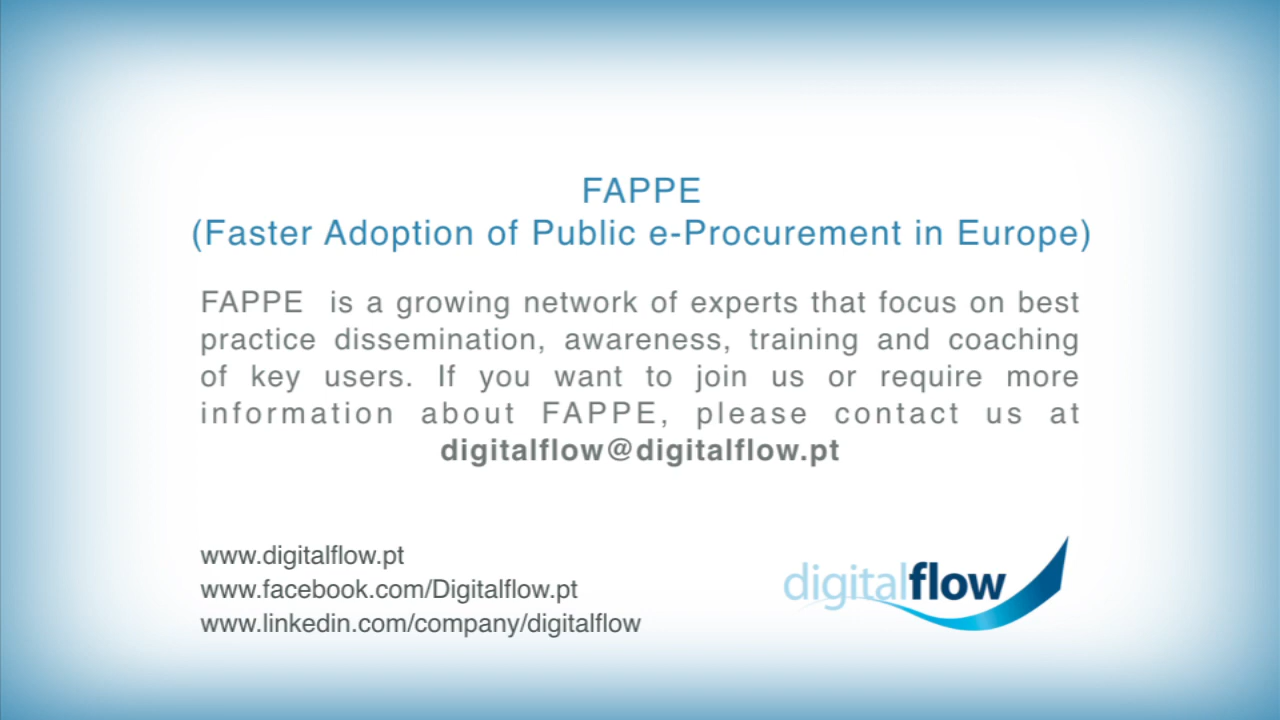 FAPPE
(Faster Adoption of Public e-Procurement in Europe)
FAPPE is a growing network of experts that focus on best
practice dissemination, awareness, training and coaching
of key users. If you want to join us or require more
information about FAPPE, please contact us at
digitalflow@digitalflow.pt
www.digitalflow.pt
www.facebook.com/Digitalflow.pt
www.linkedin.com/company/digitalflow
digitalflow